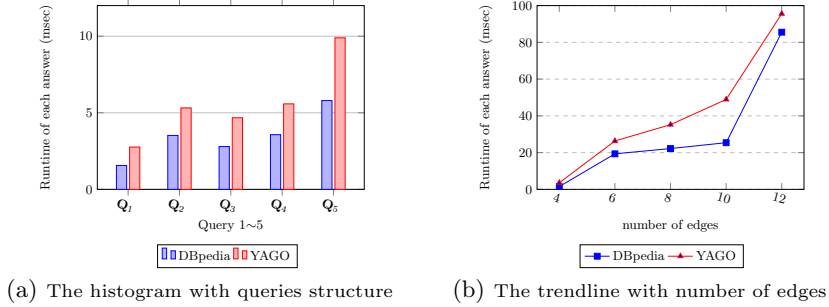 Runtime of each answer (msec)
10
5
0
Q1 Q2 Q3 Q4 Q5
Query 1~5
DBpedia YAGO
(a) The histogram with queries structure
Runtime of each answer (msec)
100
80
60
40
20
0
4 6 8 10 12
number of edges
DBpedia YAGO
(b) The trendline with number of edges